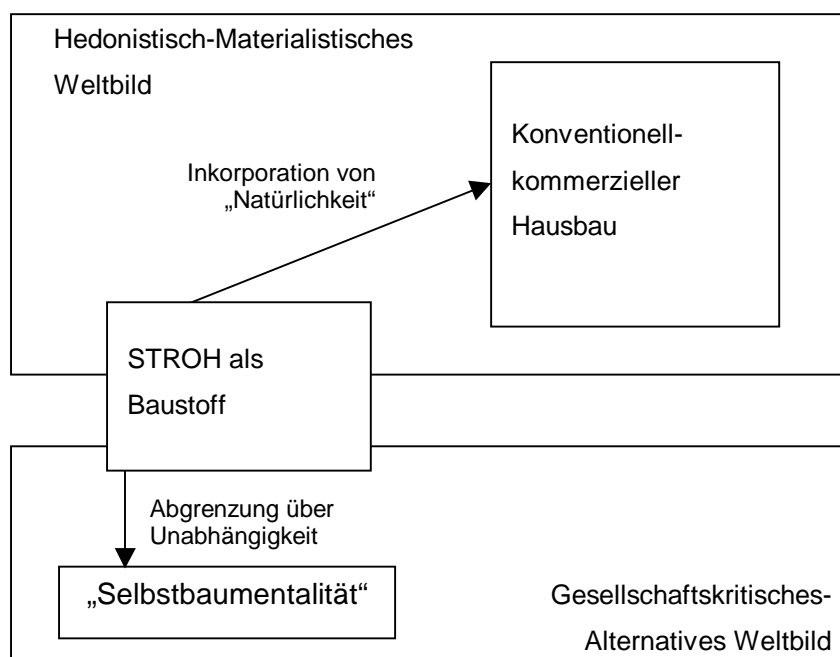 Hedonistisch-Materialistisches
Weltbild
Konventionell-
kommerzieller
Hausbau
Inkorporation von
„Natürlichkeit“
STROH als
Baustoff
Abgrenzung über
Unabhängigkeit
„Selbstbaumentalität“
Gesellschaftskritisches-
Alternatives Weltbild